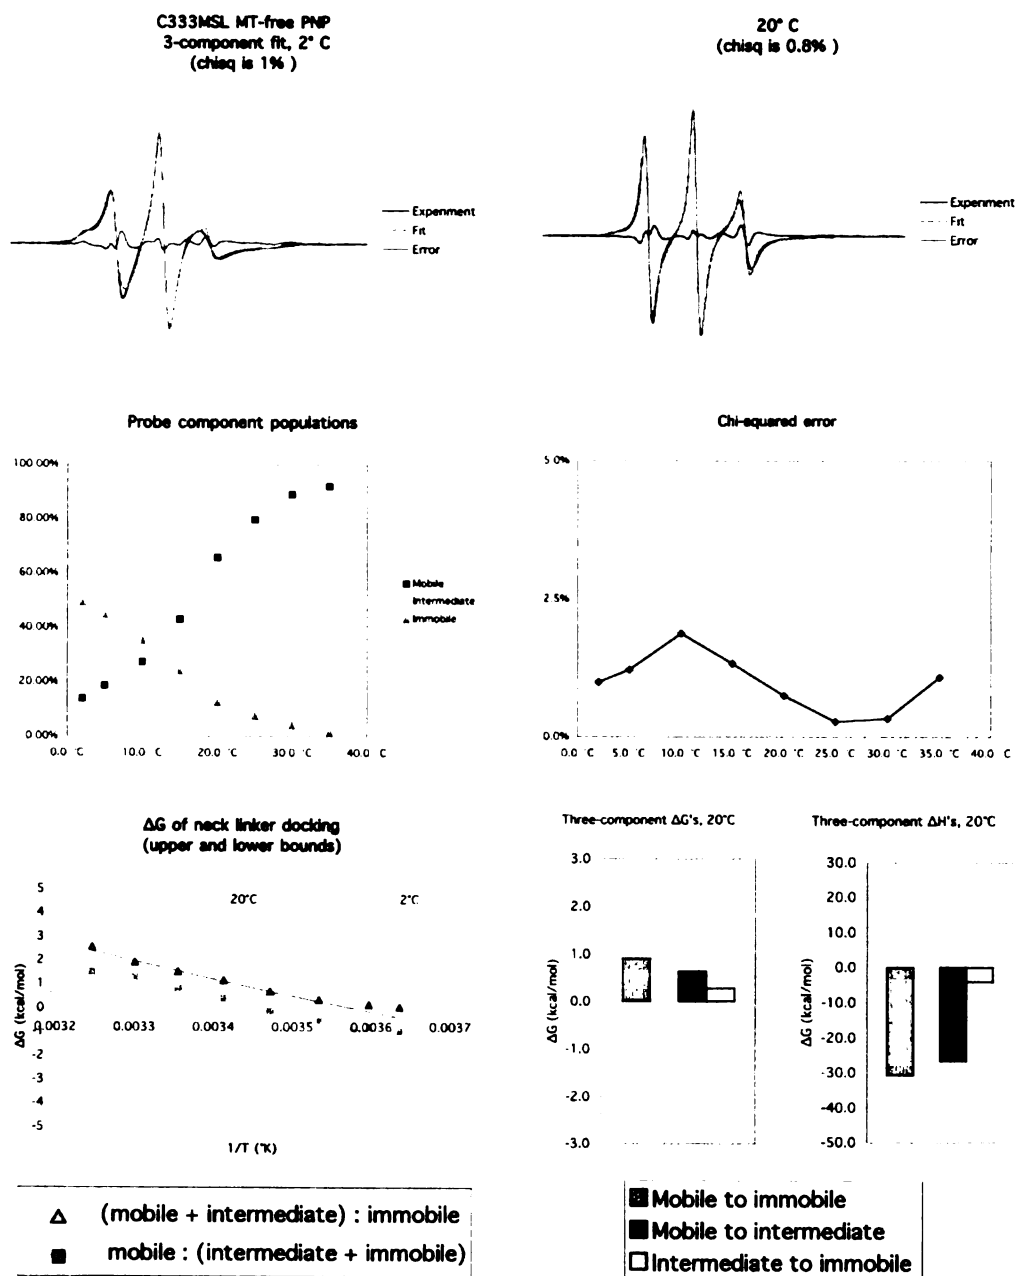 C333MSL MT-free PNP
3-component fit, 2° C
(chisq is 1% )
20° C
(chisq is 0.8% )
Experiment
Fit
Error
Experiment
Fit
Error
Probe component populations
100.00%
80.00%
60.00%
40.00%
20.00%
0.00%
0.0 °C
10.0 °C
20.0 °C
30.0 °C
40.0 °C
Mobile
Intermediate
Immobile
Chi-squared error
5.0%
2.5%
0.0%
0.0 °C
5.0 °C
10.0 °C
15.0 °C
20.0 °C
25.0 °C
30.0 °C
35.0 °C
40.0 °C
ΔG of neck linker docking
(upper and lower bounds)
20°C
2°C
ΔG (kcal/mol)
5
4
3
2
1
0
-1
-2
-3
-4
-5
0.0032
0.0033
0.0034
0.0035
0.0036
0.0037
1/T (°K)
Three-component ΔG's, 20°C
ΔG (kcal/mol)
3.0
2.0
1.0
0.0
-1.0
-2.0
-3.0
Three-component ΔH's, 20°C
ΔG (kcal/mol)
30.0
20.0
10.0
0.0
-10.0
-20.0
-30.0
-40.0
-50.0
(mobile + intermediate) : immobile
mobile : (intermediate + immobile)
Mobile to immobile
Mobile to intermediate
Intermediate to immobile